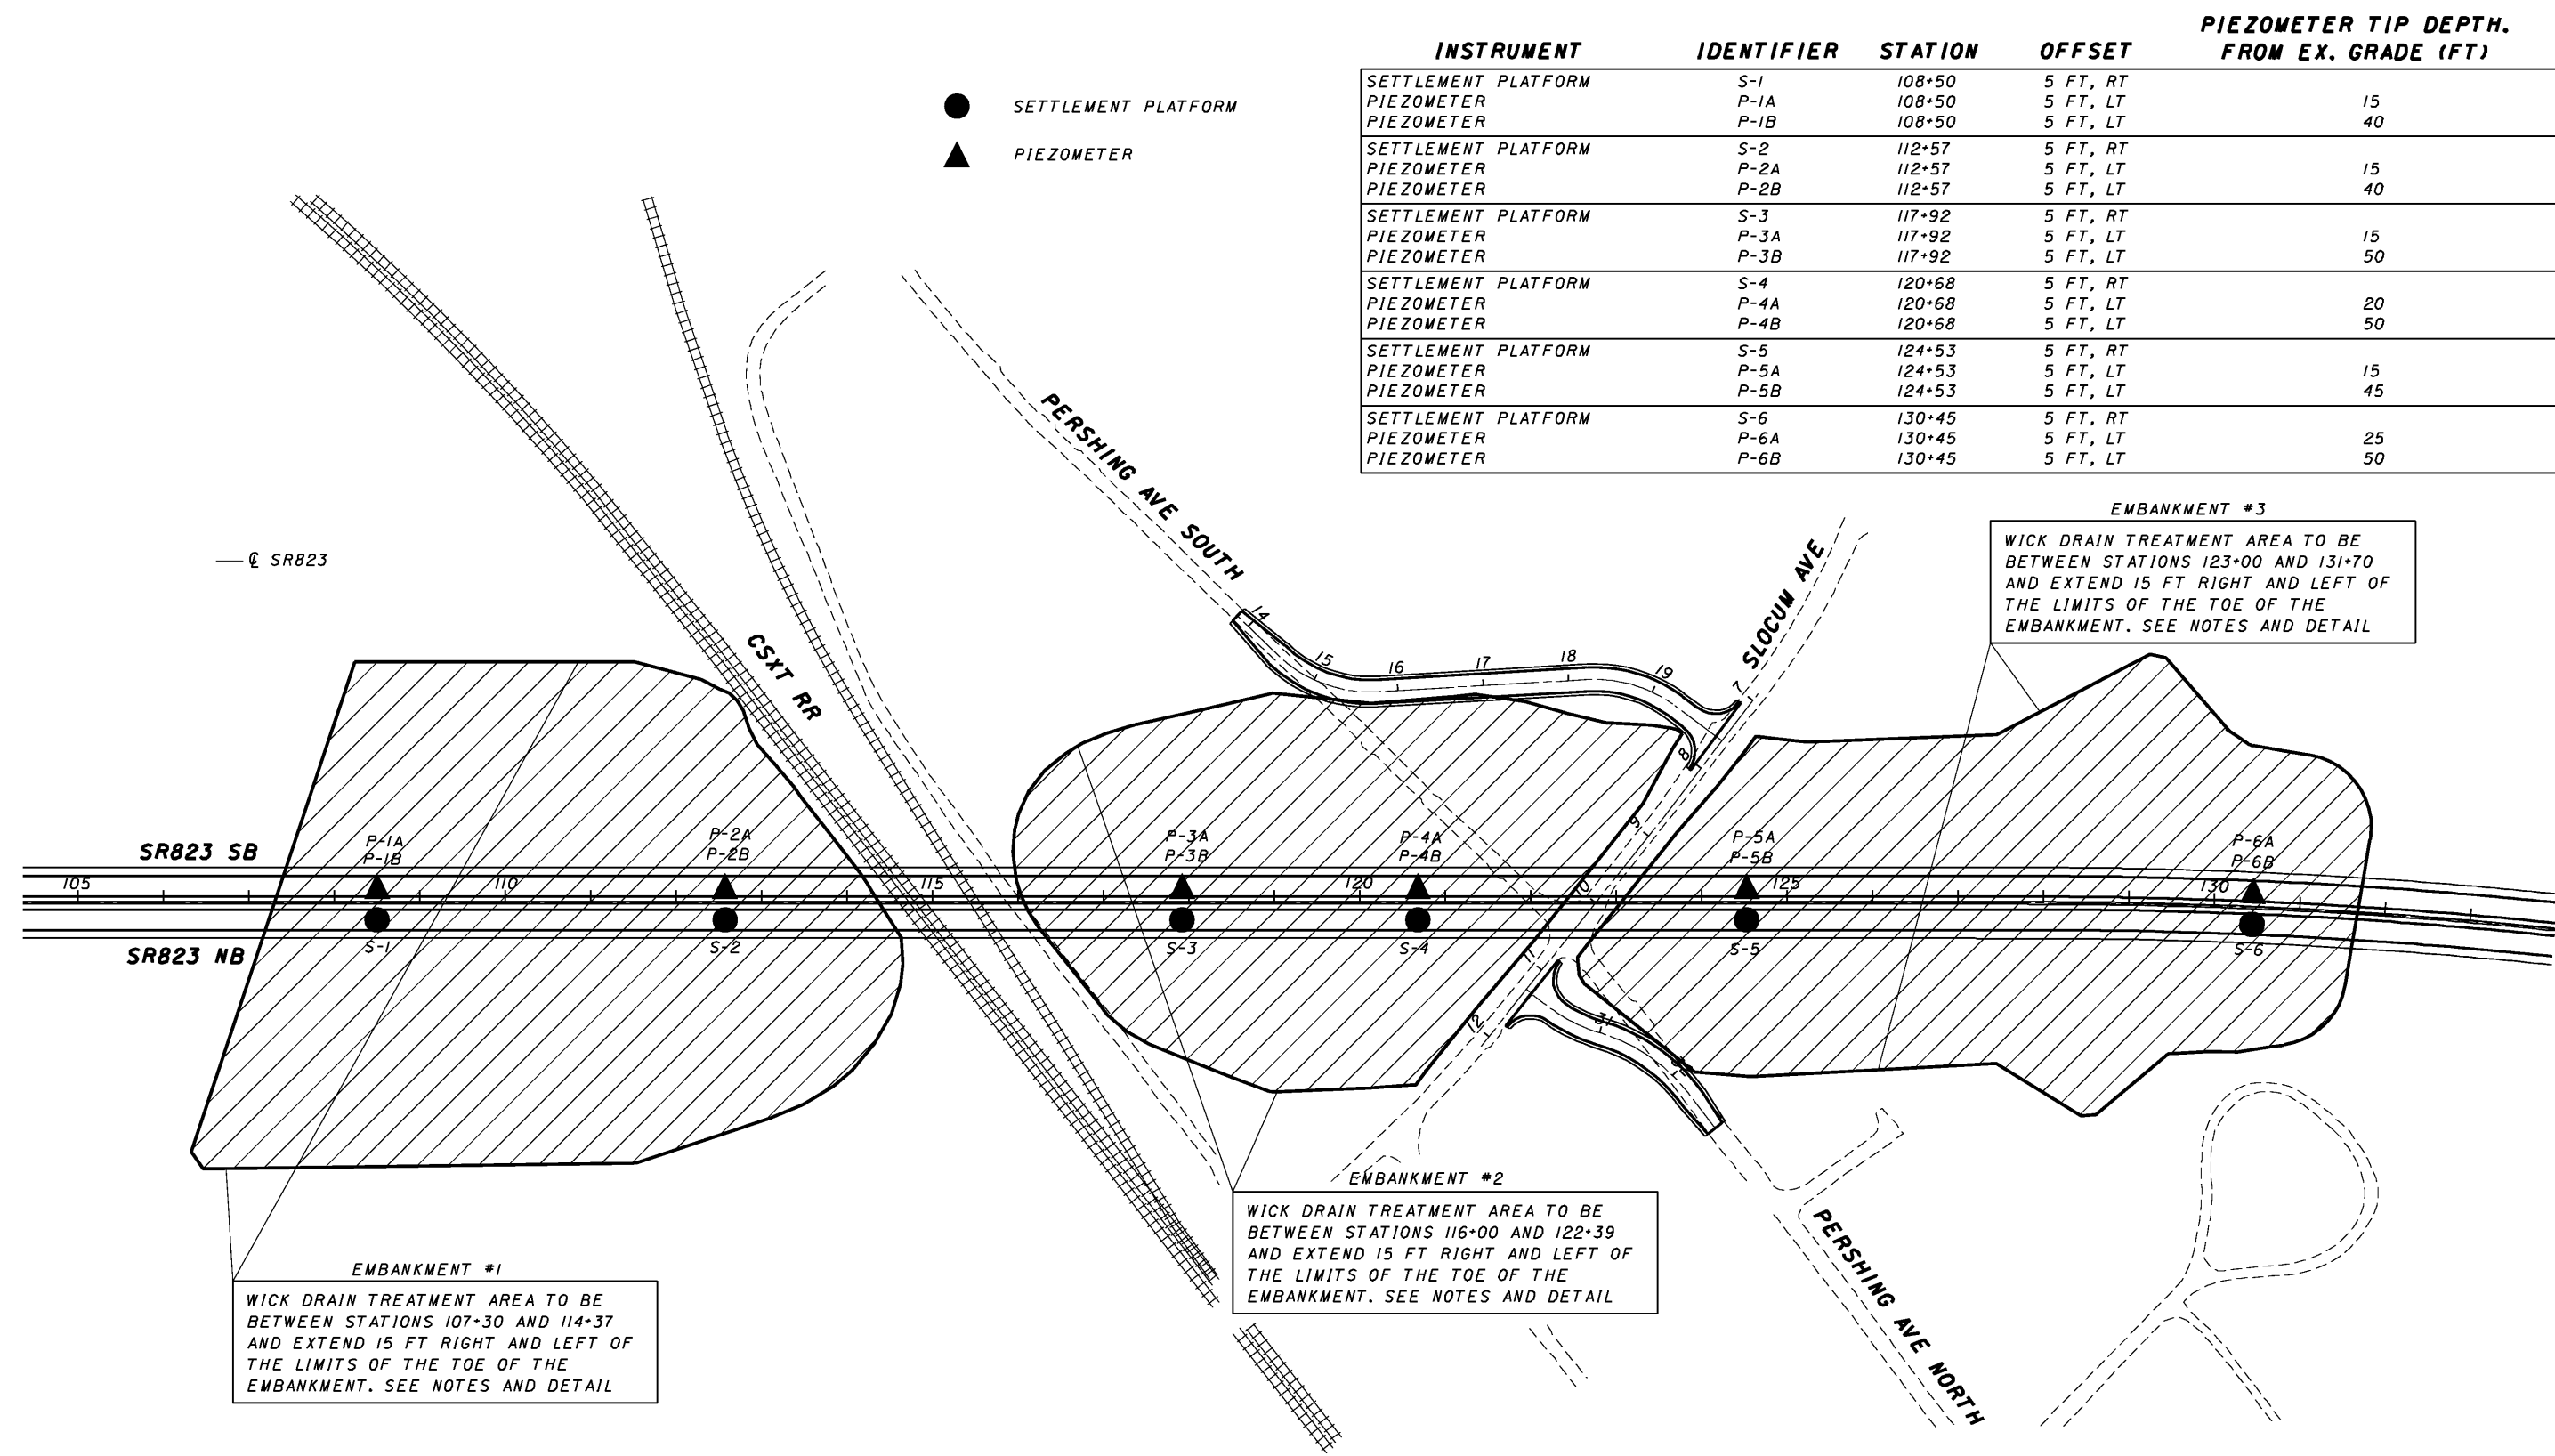 PIEZOMETER TIP DEPTH.
INSTRUMENT IDENTIFIER STATION OFFSET FROM EX. GRADE (FT)
SETTLEMENT PLATFORM S-1 108+50 5 FT, RT
PIEZOMETER P-1A 108+50 5 FT, LT 15
PIEZOMETER P-1B 108+50 5 FT, LT 40
SETTLEMENT PLATFORM S-2 112+57 5 FT, RT
PIEZOMETER P-2A 112+57 5 FT, LT 15
PIEZOMETER P-2B 112+57 5 FT, LT 40
SETTLEMENT PLATFORM S-3 117+92 5 FT, RT
PIEZOMETER P-3A 117+92 5 FT, LT 15
PIEZOMETER P-3B 117+92 5 FT, LT 50
SETTLEMENT PLATFORM S-4 120+68 5 FT, RT
PIEZOMETER P-4A 120+68 5 FT, LT 20
PIEZOMETER P-4B 120+68 5 FT, LT 50
SETTLEMENT PLATFORM S-5 124+53 5 FT, RT
PIEZOMETER P-5A 124+53 5 FT, LT 15
PIEZOMETER P-5B 124+53 5 FT, LT 45
SETTLEMENT PLATFORM S-6 130+45 5 FT, RT
PIEZOMETER P-6A 130+45 5 FT, LT 25
PIEZOMETER P-6B 130+45 5 FT, LT 50
SETTLEMENT PLATFORM
PIEZOMETER
℄ SR823
PERSHING AVE SOUTH
CSXT RR
SLOCUM AVE
EMBANKMENT #3
WICK DRAIN TREATMENT AREA TO BE
BETWEEN STATIONS 123+00 AND 131+70
AND EXTEND 15 FT RIGHT AND LEFT OF
THE LIMITS OF THE TOE OF THE
EMBANKMENT. SEE NOTES AND DETAIL
14
15
16
17
18
19
7
8
9
10
11
12
31
SR823 SB
P-1A
P-1B
P-2A
P-2B
P-3A
P-3B
P-4A
P-4B
P-5A
P-5B
P-6A
P-6B
105
110
115
120
125
130
SR823 NB
S-1
S-2
S-3
S-4
S-5
S-6
EMBANKMENT #2
WICK DRAIN TREATMENT AREA TO BE
BETWEEN STATIONS 116+00 AND 122+39
AND EXTEND 15 FT RIGHT AND LEFT OF
THE LIMITS OF THE TOE OF THE
EMBANKMENT. SEE NOTES AND DETAIL
EMBANKMENT #1
WICK DRAIN TREATMENT AREA TO BE
BETWEEN STATIONS 107+30 AND 114+37
AND EXTEND 15 FT RIGHT AND LEFT OF
THE LIMITS OF THE TOE OF THE
EMBANKMENT. SEE NOTES AND DETAIL
PERSHING AVE NORTH